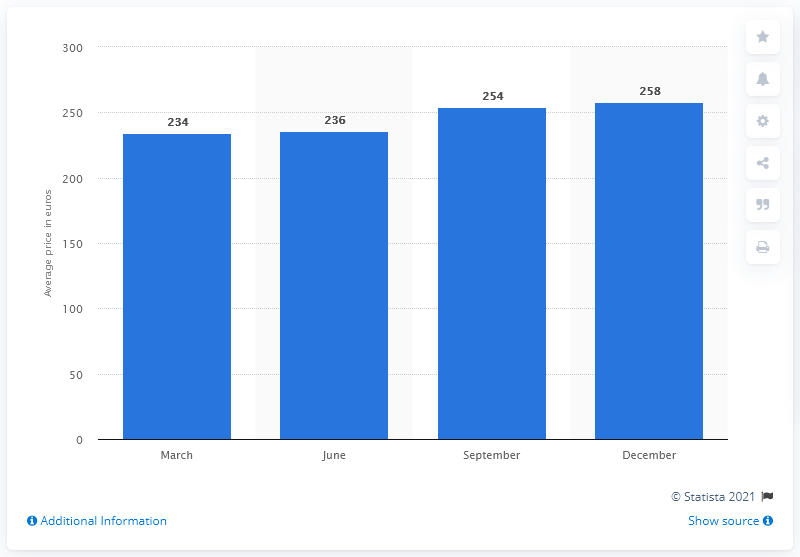 300
250
200
150
100
50
0
Average price in euros
234
236
254
258
March
June
September
December
© Statista 2021
Additional Information
Show source